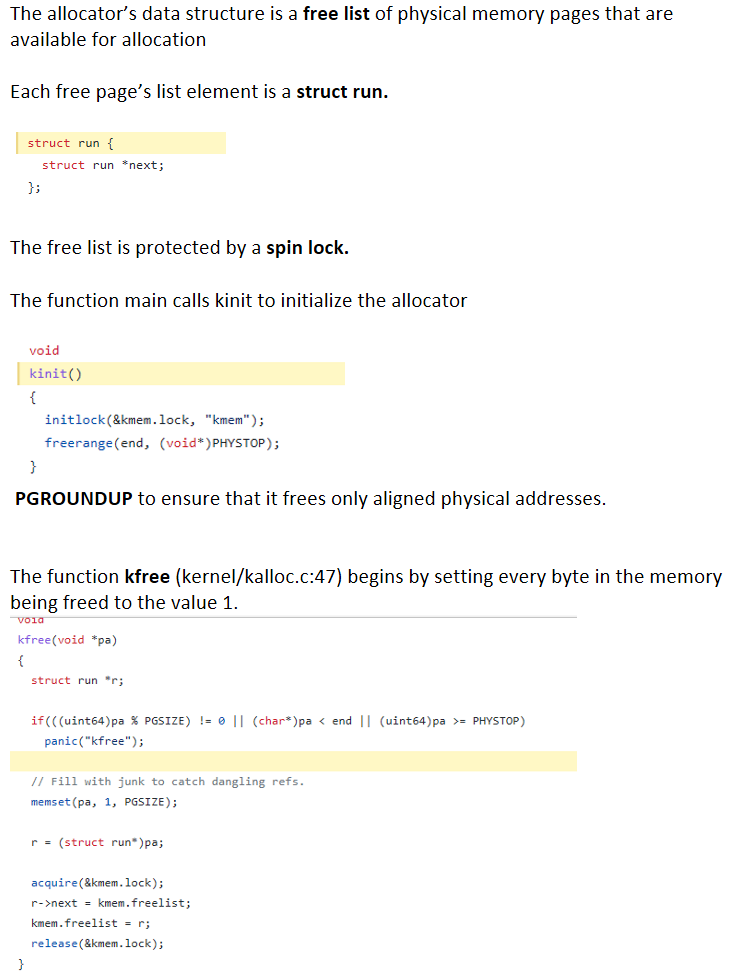 The allocator’s data structure is a free list of physical memory pages that are
available for allocation
Each free page’s list element is a struct run.
struct run {
  struct run *next;
};
The free list is protected by a spin lock.
The function main calls kinit to initialize the allocator
void
kinit()
{
  initlock(&kmem.lock, "kmem");
  freerange(end, (void*)PHYSTOP);
}
PGROUNDUP to ensure that it frees only aligned physical addresses.
The function kfree (kernel/kalloc.c:47) begins by setting every byte in the memory
being freed to the value 1.
void
kfree(void *pa)
{
  struct run *r;
  if(((uint64)pa % PGSIZE) != 0 || (char*)pa < end || (uint64)pa >= PHYSTOP)
    panic("kfree");
  // Fill with junk to catch dangling refs.
  memset(pa, 1, PGSIZE);
  r = (struct run*)pa;
  acquire(&kmem.lock);
  r->next = kmem.freelist;
  kmem.freelist = r;
  release(&kmem.lock);
}